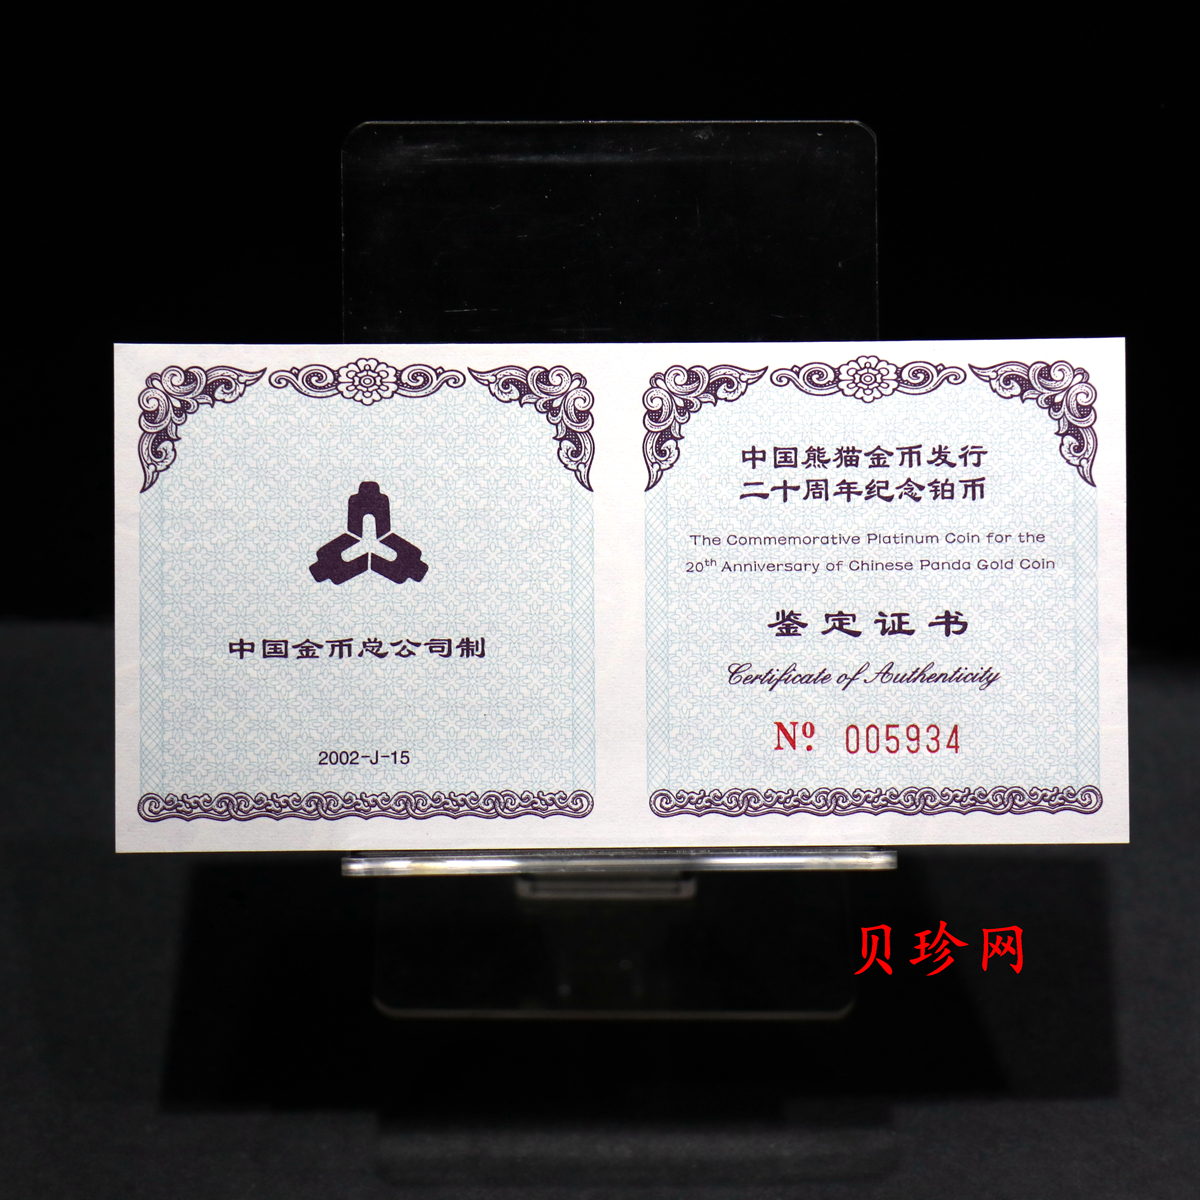 中国金币总公司制
2002-J-15
中国熊猫金币发行
二十周年纪念铂币
The Commemorative Platinum Coin for the
20th Anniversary of Chinese Panda Gold Coin
鉴定证书
Certificate of Authenticity
Nº. 005934
贝珍网